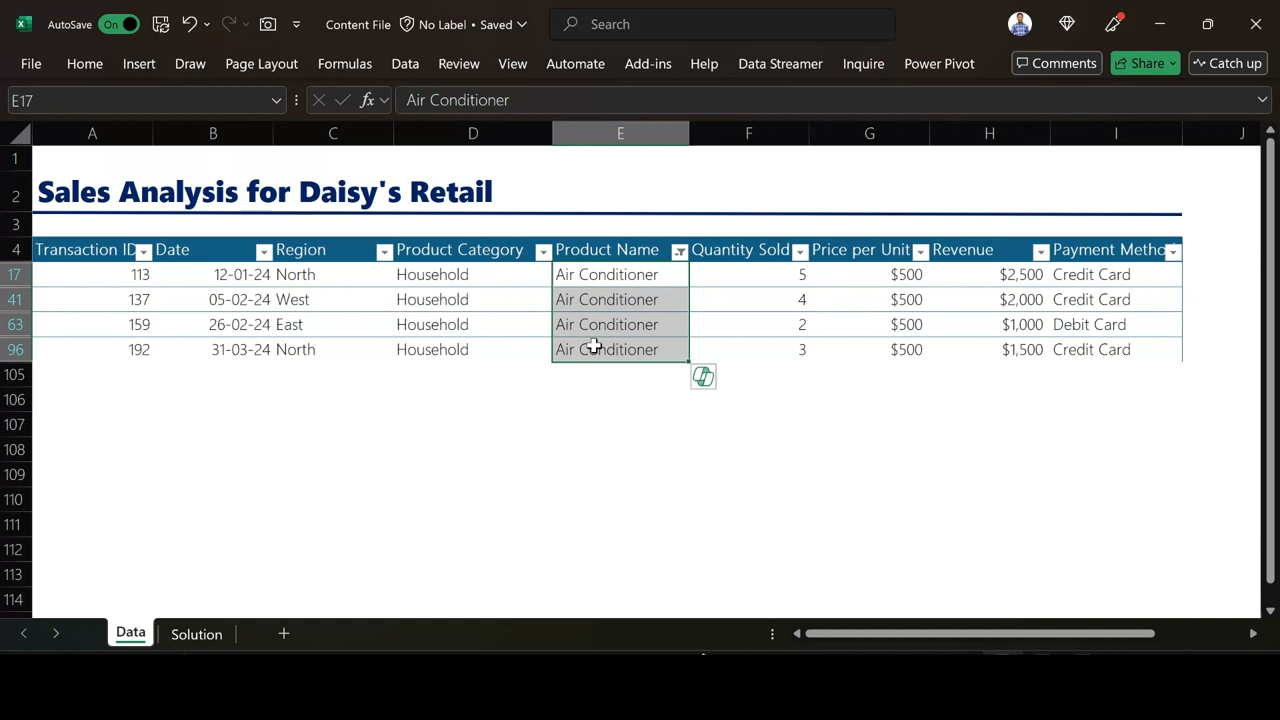 AutoSave On Content File No Label • Saved Search
File Home Insert Draw Page Layout Formulas Data Review View Automate Add-ins Help Data Streamer Inquire Power Pivot Comments Share Catch up
E17 fx Air Conditioner
A B C D E F G H I J
1
2 Sales Analysis for Daisy's Retail
3
4 Transaction ID Date Region Product Category Product Name Quantity Sold Price per Unit Revenue Payment Metho
17 113 12-01-24 North Household Air Conditioner 5 $500 $2,500 Credit Card
41 137 05-02-24 West Household Air Conditioner 4 $500 $2,000 Credit Card
63 159 26-02-24 East Household Air Conditioner 2 $500 $1,000 Debit Card
96 192 31-03-24 North Household Air Conditioner 3 $500 $1,500 Credit Card
105
106
107
108
109
110
111
112
113
114
Data Solution